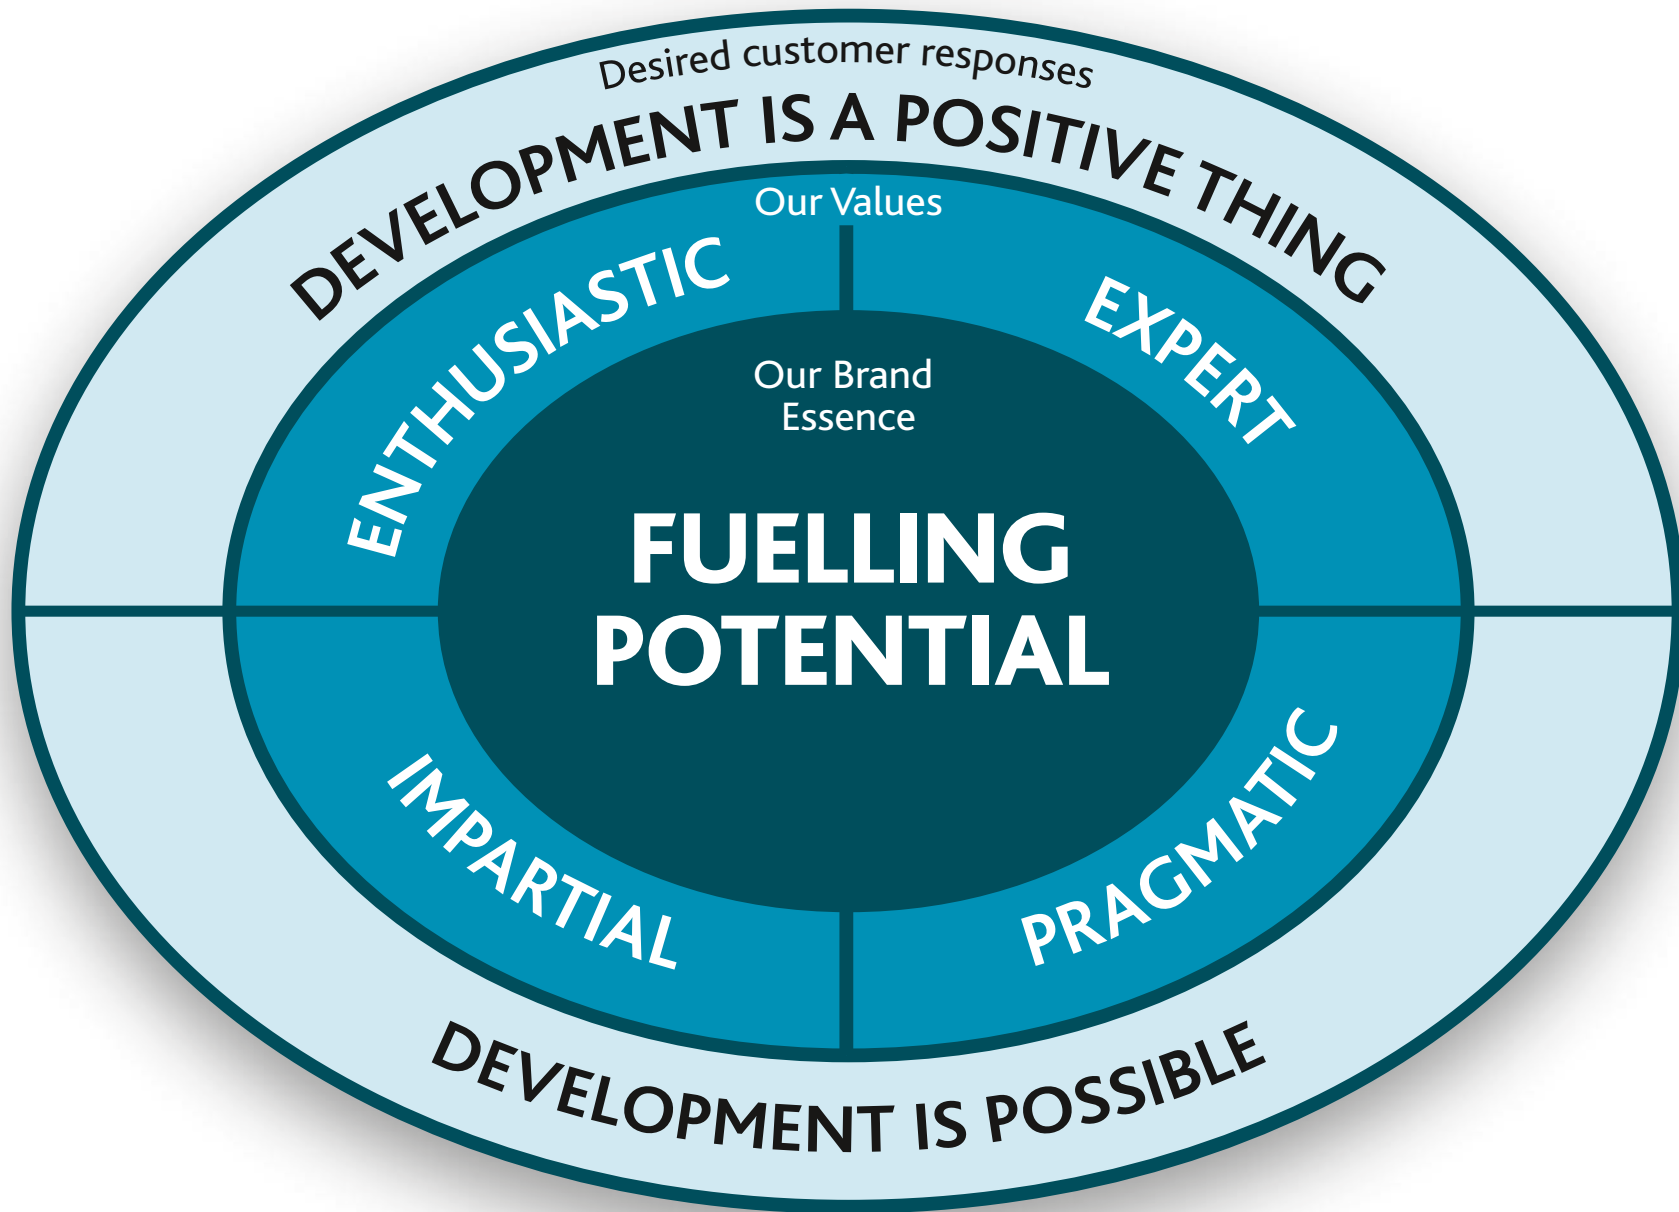 Desired customer responses
DEVELOPMENT IS A POSITIVE THING
Our Values
ENTHUSIASTIC
EXPERT
Our Brand
Essence
FUELLING
POTENTIAL
IMPARTIAL
PRAGMATIC
DEVELOPMENT IS POSSIBLE